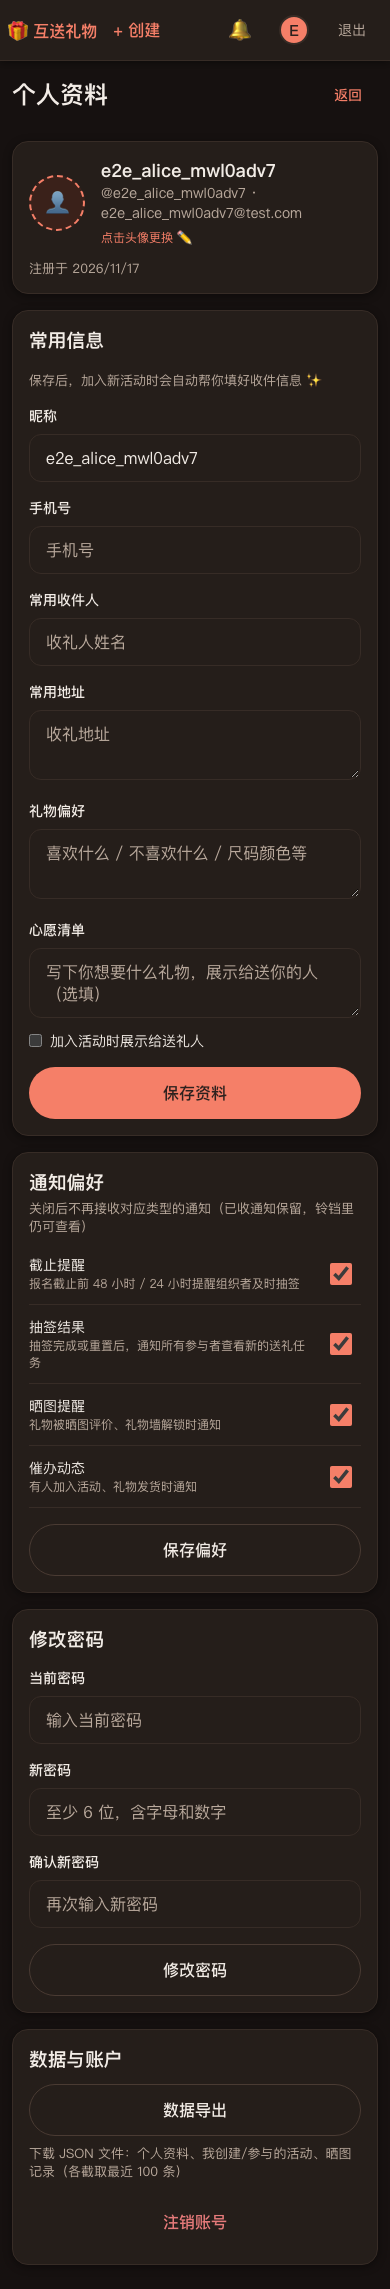 🎁 互送礼物 + 创建 🔔 E 退出
个人资料 返回
e2e_alice_mwl0adv7
@e2e_alice_mwl0adv7 ·
e2e_alice_mwl0adv7@test.com
点击头像更换 ✏️
注册于 2026/11/17
常用信息
保存后，加入新活动时会自动帮你填好收件信息 ✨
昵称
e2e_alice_mwl0adv7
手机号
手机号
常用收件人
收礼人姓名
常用地址
收礼地址
礼物偏好
喜欢什么 / 不喜欢什么 / 尺码颜色等
心愿清单
写下你想要什么礼物，展示给送你的人
（选填）
加入活动时展示给送礼人
保存资料
通知偏好
关闭后不再接收对应类型的通知（已收通知保留，铃铛里
仍可查看）
截止提醒
报名截止前 48 小时 / 24 小时提醒组织者及时抽签
抽签结果
抽签完成或重置后，通知所有参与者查看新的送礼任
务
晒图提醒
礼物被晒图评价、礼物墙解锁时通知
催办动态
有人加入活动、礼物发货时通知
保存偏好
修改密码
当前密码
输入当前密码
新密码
至少 6 位，含字母和数字
确认新密码
再次输入新密码
修改密码
数据与账户
数据导出
下载 JSON 文件：个人资料、我创建/参与的活动、晒图
记录（各截取最近 100 条）
注销账号